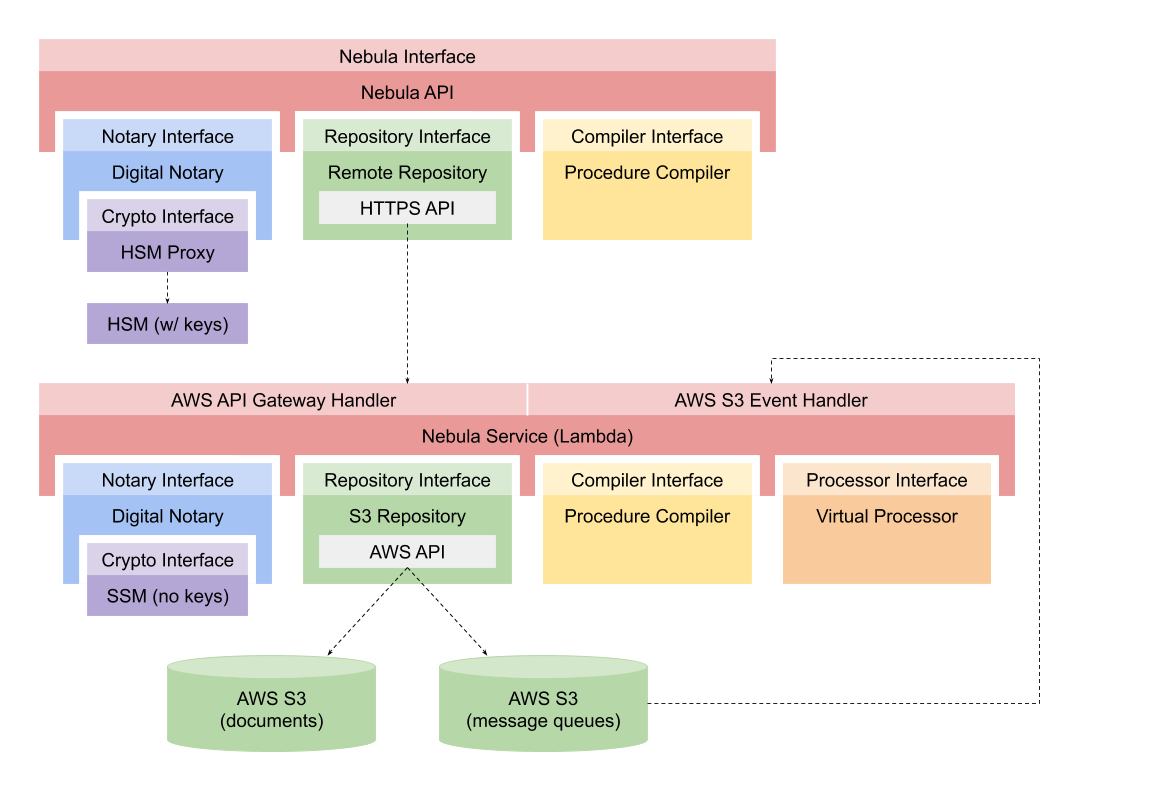 Nebula Interface
Nebula API
Notary Interface
Repository Interface
Compiler Interface
Digital Notary
Remote Repository
Procedure Compiler
Crypto Interface
HTTPS API
HSM Proxy
HSM (w/ keys)
AWS API Gateway Handler
AWS S3 Event Handler
Nebula Service (Lambda)
Notary Interface
Repository Interface
Compiler Interface
Processor Interface
Digital Notary
S3 Repository
Procedure Compiler
Virtual Processor
Crypto Interface
AWS API
SSM (no keys)
AWS S3
(documents)
AWS S3
(message queues)